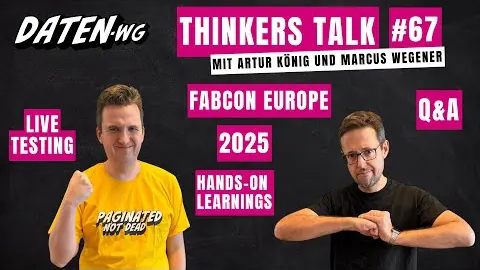 DATEN-WG
THINKERS TALK #67
MIT ARTUR KÖNIG UND MARCUS WEGENER
FABCON EUROPE
Q&A
LIVE
TESTING
2025
HANDS-ON
LEARNINGS
PAGINATED
NOT DEAD